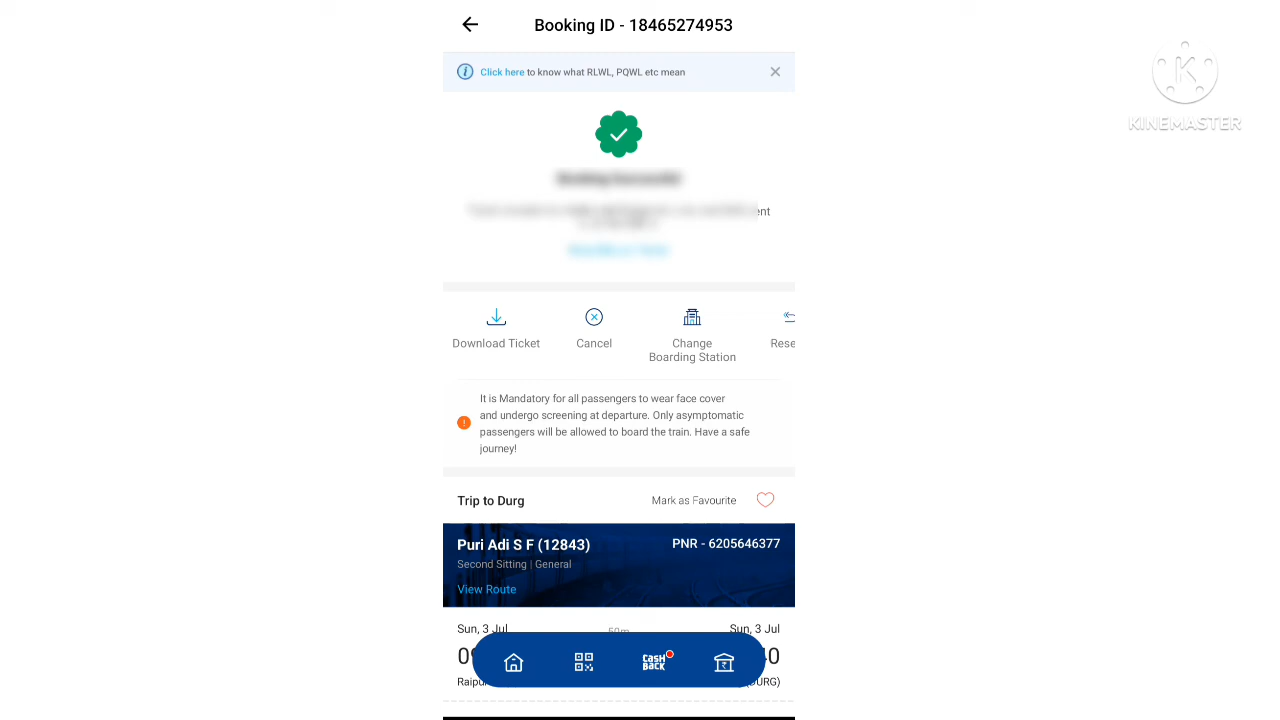 Booking ID - 18465274953
Click here to know what RLWL, PQWL etc mean
KINEMASTER
Download Ticket
Cancel
Change
Boarding Station
It is Mandatory for all passengers to wear face cover
and undergo screening at departure. Only asymptomatic
passengers will be allowed to board the train. Have a safe
journey!
Trip to Durg
Mark as Favourite
Puri Adi S F (12843)
PNR - 6205646377
Second Sitting | General
View Route
Sun, 3 Jul
50m
Sun, 3 Jul
CASH
BACK